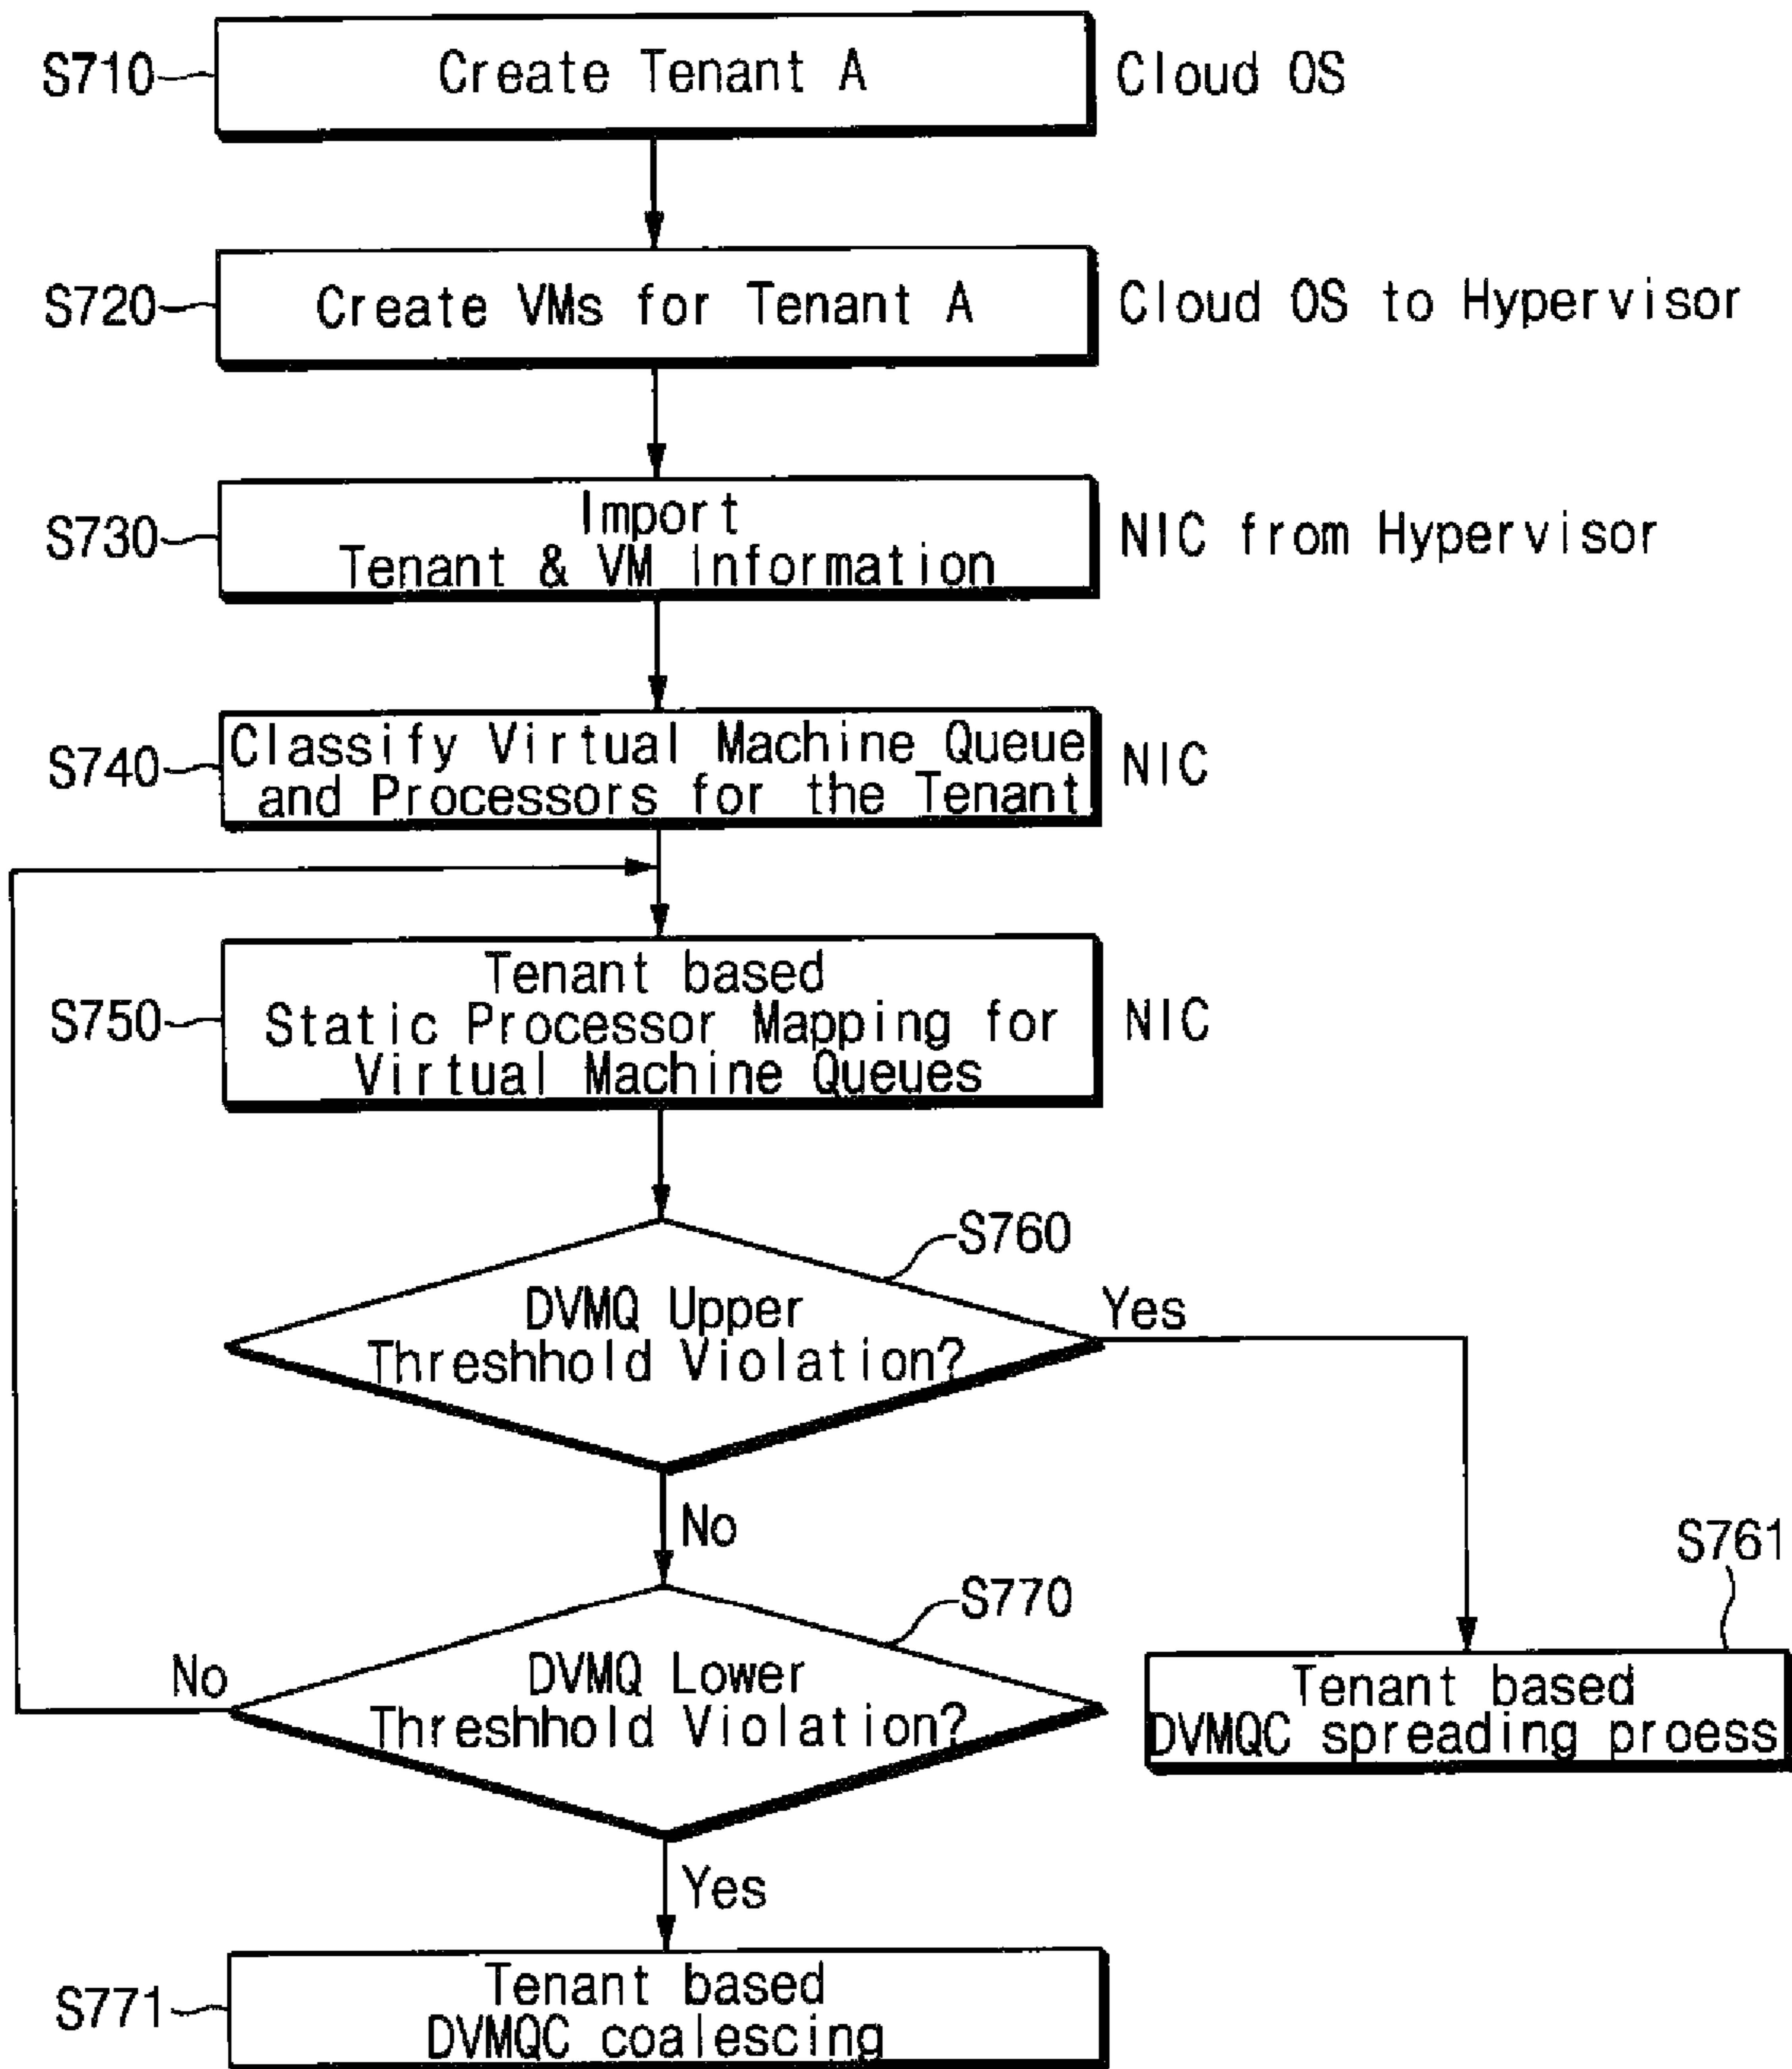 S710
Create Tenant A
Cloud OS
S720
Create VMs for Tenant A
Cloud OS to Hypervisor
S730
Import
Tenant & VM Information
NIC from Hypervisor
S740
Classify Virtual Machine Queue
and Processors for the Tenant
NIC
S750
Tenant based
Static Processor Mapping for
Virtual Machine Queues
NIC
S760
DVMQ Upper
Threshhold Violation?
Yes
No
S770
DVMQ Lower
Threshhold Violation?
No
Yes
S761
Tenant based
DVMQC spreading proess
S771
Tenant based
DVMQC coalescing